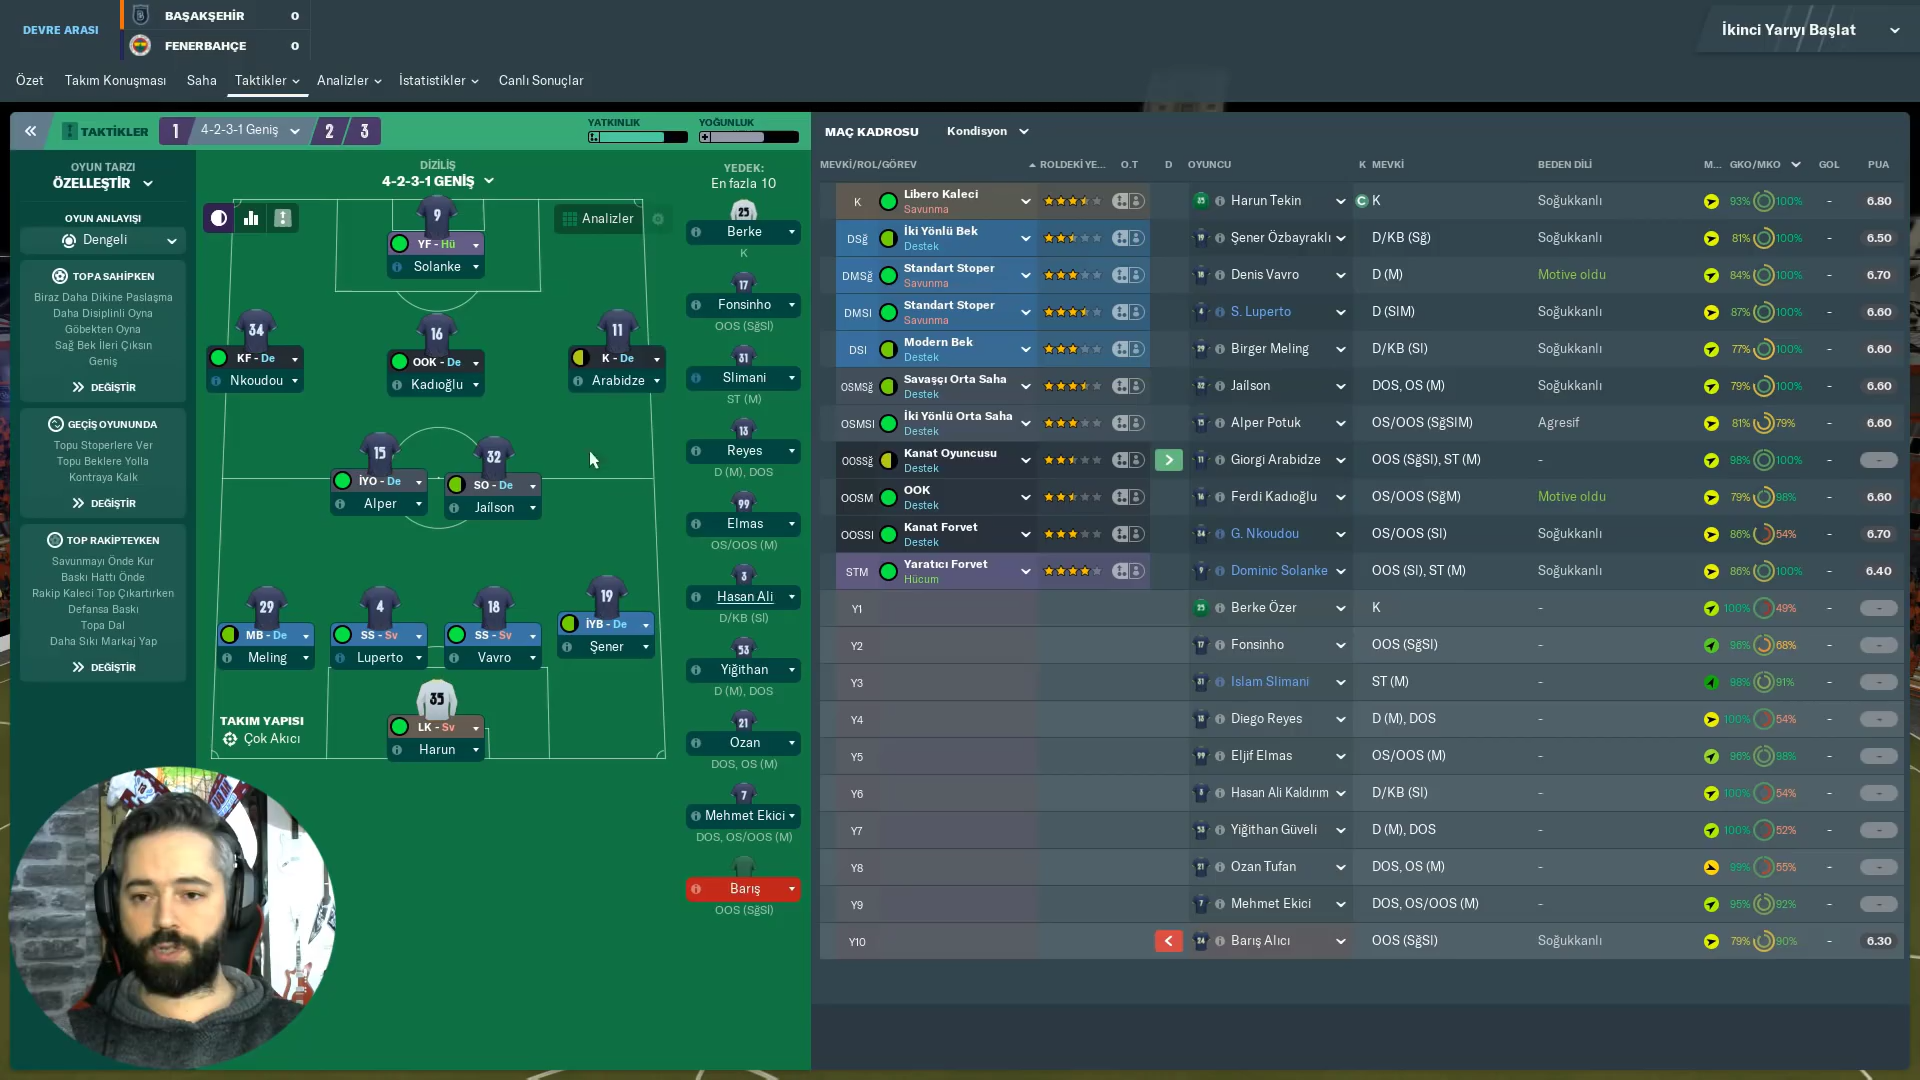 DEVRE ARASI
BAŞAKŞEHİR 0
FENERBAHÇE 0
İkinci Yarıyı Başlat
Özet Takım Konuşması Saha Taktikler Analizler İstatistikler Canlı Sonuçlar
TAKTİKLER 1 4-2-3-1 Geniş 2 3
YATKINLIK YOĞUNLUK
OYUN TARZI
ÖZELLEŞTİR
OYUN ANLAYIŞI
Dengeli
TOPA SAHİPKEN
Biraz Daha Dikine Paslaşma
Daha Disiplinli Oyna
Göbekten Oyna
Sağ Bek İleri Çıksın
Geniş
DEĞİŞTİR
GEÇİŞ OYUNUNDA
Topu Stoperlere Ver
Topu Beklere Yolla
Kontraya Kalk
DEĞİŞTİR
TOP RAKİPTEYKEN
Savunmayı Önde Kur
Baskı Hattı Önde
Rakip Kaleci Top Çıkartırken
Defansa Baskı
Topa Dal
Daha Sıkı Markaj Yap
DEĞİŞTİR
DİZİLİŞ
4-2-3-1 GENİŞ
Analizler
9
YF - Hü
Solanke
34
KF - De
Nkoudou
16
OOK - De
Kadıoğlu
11
K - De
Arabidze
15
İYO - De
Alper
32
SO - De
Jaílson
29
MB - De
Meling
4
SS - Sv
Luperto
18
SS - Sv
Vavro
19
İYB - De
Şener
35
LK - Sv
Harun
TAKIM YAPISI
Çok Akıcı
YEDEK:
En fazla 10
25
Berke
K
17
Fonsinho
OOS (SğSl)
31
Slimani
ST (M)
13
Reyes
D (M), DOS
99
Elmas
OS/OOS (M)
3
Hasan Ali
D/KB (Sl)
53
Yiğithan
D (M), DOS
21
Ozan
DOS, OS (M)
7
Mehmet Ekici
DOS, OS/OOS (M)
Barış
OOS (SğSl)
MAÇ KADROSU Kondisyon
MEVKİ/ROL/GÖREV ROLDEKİ YE... O.T D OYUNCU K MEVKİ BEDEN DİLİ M... GKO/MKO GOL PUA
K Libero Kaleci Savunma Harun Tekin C K Soğukkanlı 93% 100% - 6.80
DSğ İki Yönlü Bek Destek Şener Özbayraklı D/KB (Sğ) Soğukkanlı 81% 100% - 6.50
DMSğ Standart Stoper Savunma Denis Vavro D (M) Motive oldu 84% 100% - 6.70
DMSl Standart Stoper Savunma S. Luperto D (SlM) Soğukkanlı 87% 100% - 6.60
DSl Modern Bek Destek Birger Meling D/KB (Sl) Soğukkanlı 77% 100% - 6.60
OSMSğ Savaşçı Orta Saha Destek Jaílson DOS, OS (M) Soğukkanlı 79% 100% - 6.60
OSMSl İki Yönlü Orta Saha Destek Alper Potuk OS/OOS (SğSlM) Agresif 81% 79% - 6.60
OOSSğ Kanat Oyuncusu Destek Giorgi Arabidze OOS (SğSl), ST (M) - 98% 100% - -
OOSM OOK Destek Ferdi Kadıoğlu OS/OOS (SğM) Motive oldu 79% 98% - 6.60
OOSSl Kanat Forvet Destek G. Nkoudou OS/OOS (Sl) Soğukkanlı 86% 54% - 6.70
STM Yaratıcı Forvet Hücum Dominic Solanke OOS (Sl), ST (M) Soğukkanlı 86% 100% - 6.40
Y1 Berke Özer K - 100% 49% - -
Y2 Fonsinho OOS (SğSl) - 96% 68% - -
Y3 Islam Slimani ST (M) - 98% 91% - -
Y4 Diego Reyes D (M), DOS - 100% 54% - -
Y5 Eljif Elmas OS/OOS (M) - 96% 98% - -
Y6 Hasan Ali Kaldırım D/KB (Sl) - 100% 54% - -
Y7 Yiğithan Güveli D (M), DOS - 100% 52% - -
Y8 Ozan Tufan DOS, OS (M) - 99% 55% - -
Y9 Mehmet Ekici DOS, OS/OOS (M) - 95% 92% - -
Y10 Barış Alıcı OOS (SğSl) Soğukkanlı 79% 90% - 6.30